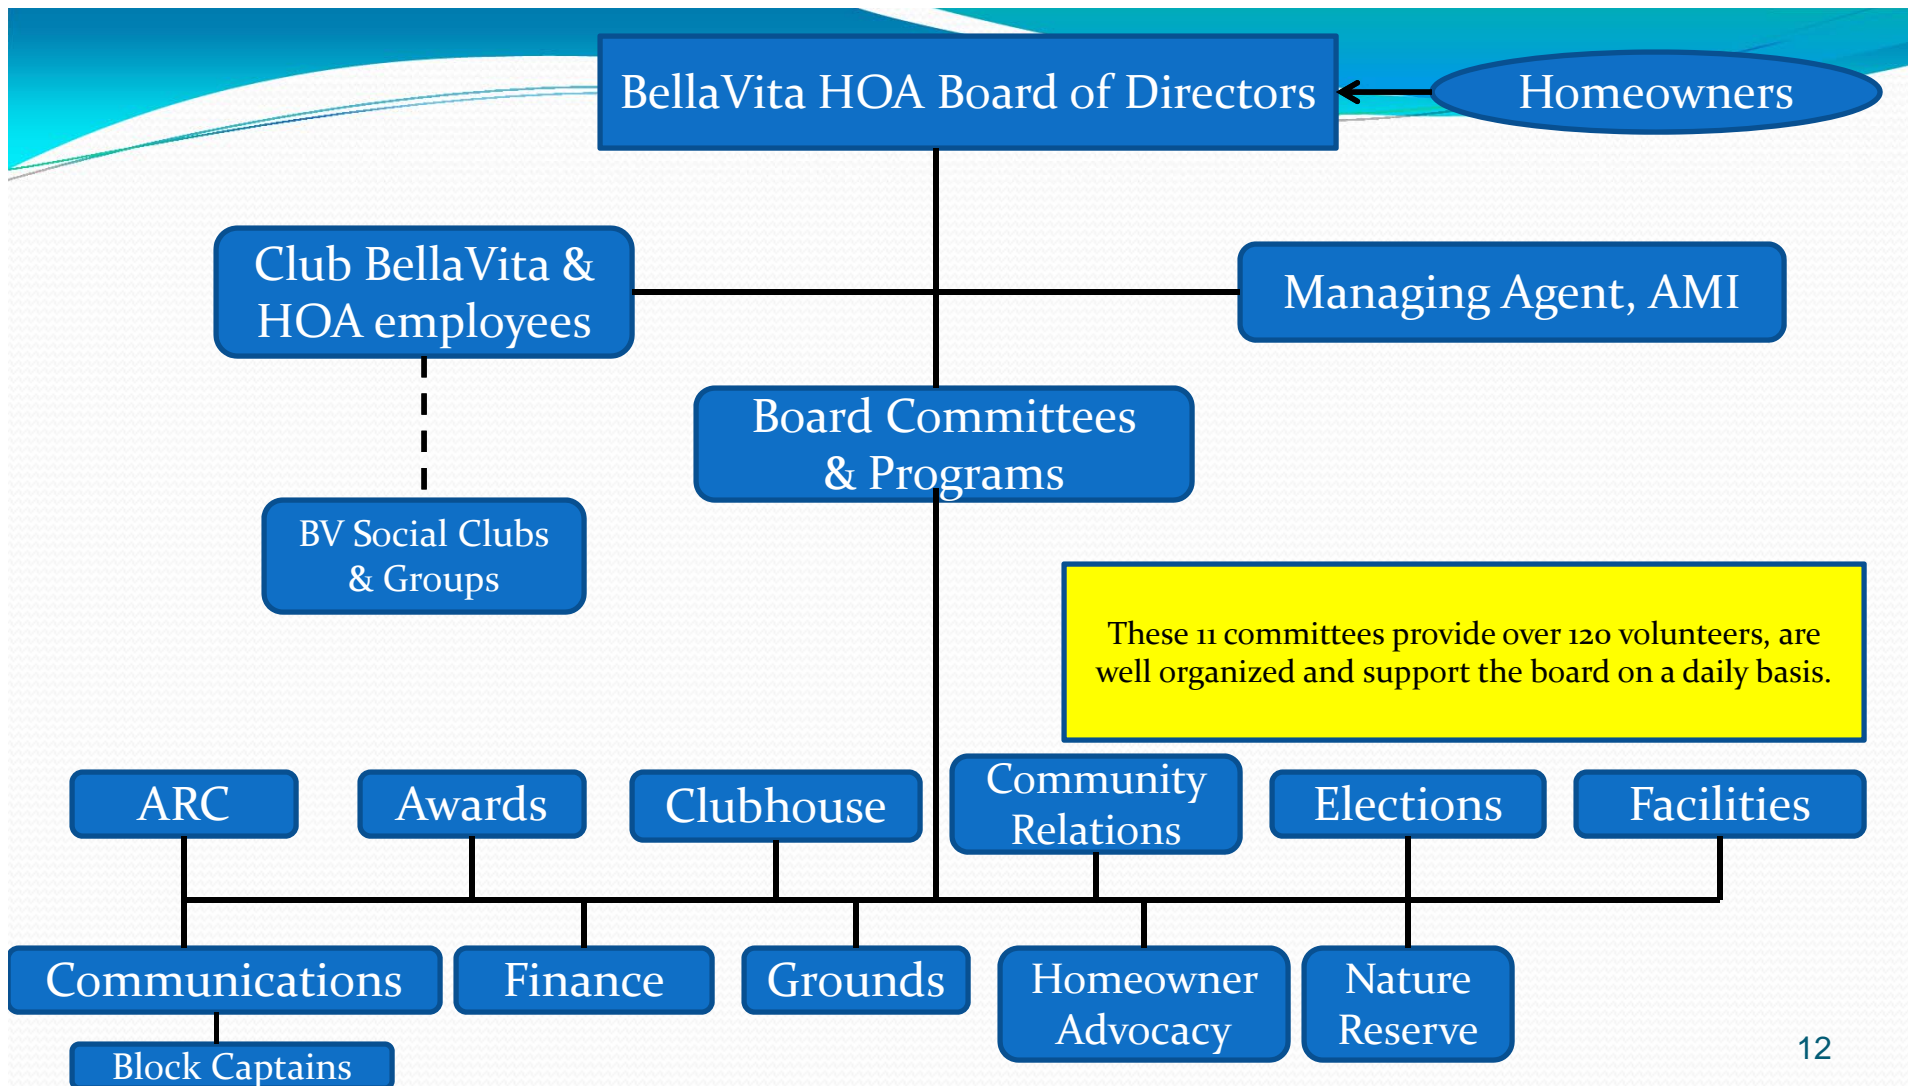 BellaVita HOA Board of Directors
Homeowners
Club BellaVita &
HOA employees
Managing Agent, AMI
Board Committees
& Programs
BV Social Clubs
& Groups
These 11 committees provide over 120 volunteers, are
well organized and support the board on a daily basis.
ARC
Awards
Clubhouse
Community
Relations
Elections
Facilities
Communications
Finance
Grounds
Homeowner
Advocacy
Nature
Reserve
Block Captains
12